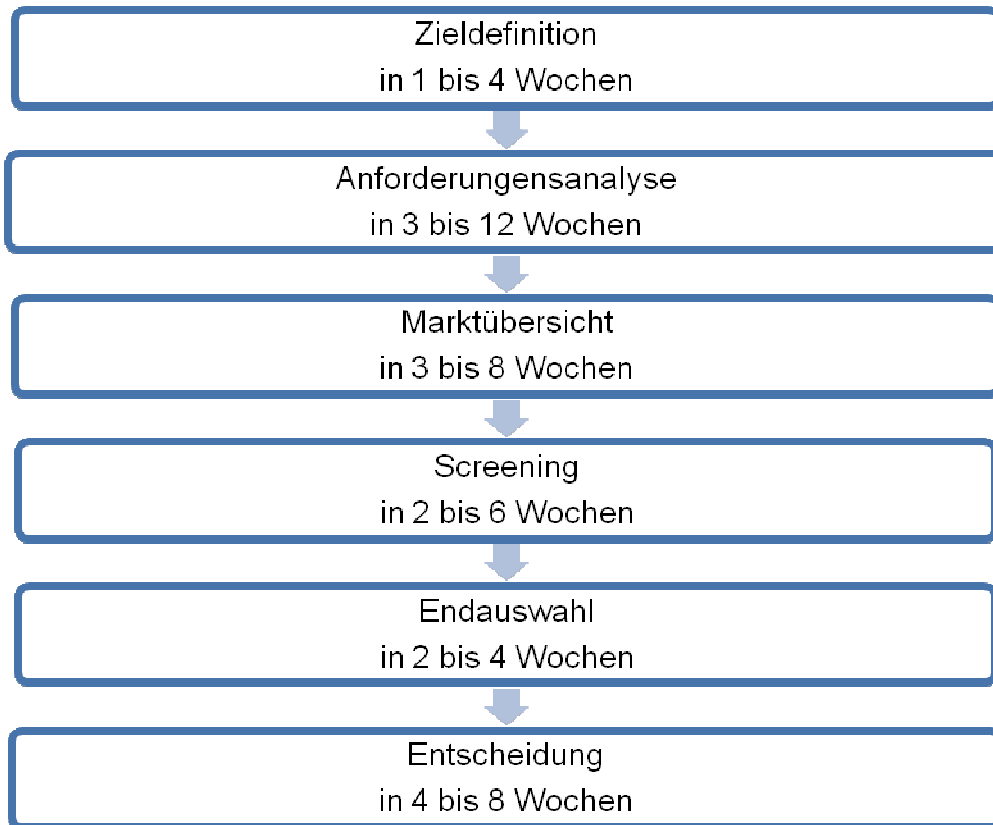 Zieldefinition
in 1 bis 4 Wochen
Anforderungensanalyse
in 3 bis 12 Wochen
Marktübersicht
in 3 bis 8 Wochen
Screening
in 2 bis 6 Wochen
Endauswahl
in 2 bis 4 Wochen
Entscheidung
in 4 bis 8 Wochen